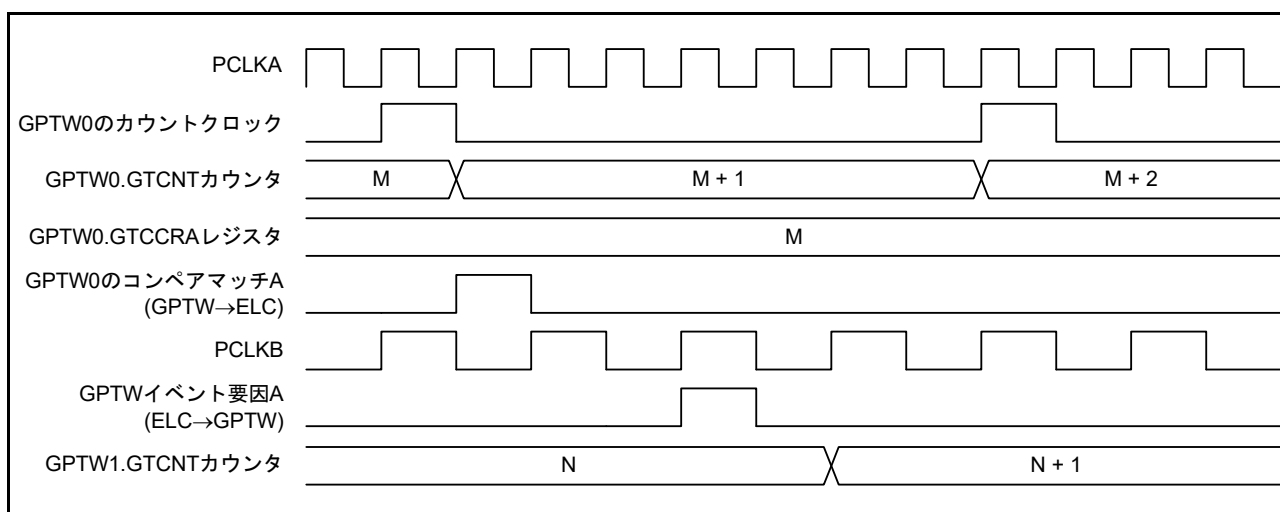 PCLKA
GPTW0のカウントクロック
GPTW0.GTCNTカウンタ
M
M + 1
M + 2
GPTW0.GTCCRAレジスタ
M
GPTW0のコンペアマッチA
(GPTW→ELC)
PCLKB
GPTWイベント要因A
(ELC→GPTW)
GPTW1.GTCNTカウンタ
N
N + 1